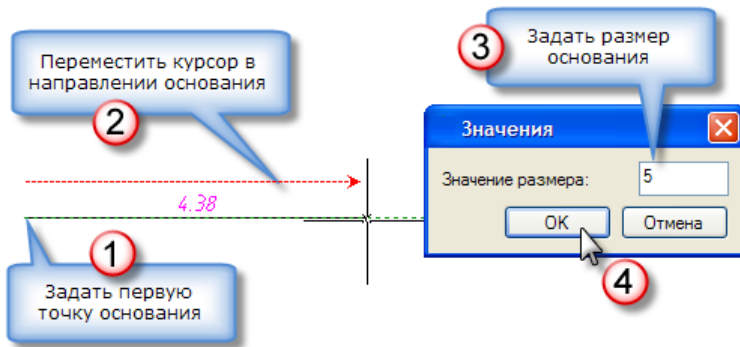 Переместить курсор в
направлении основания
2
3
Задать размер
основания
Значения
Значение размера:
5
OK
Отмена
4
4.38
1
Задать первую
точку основания